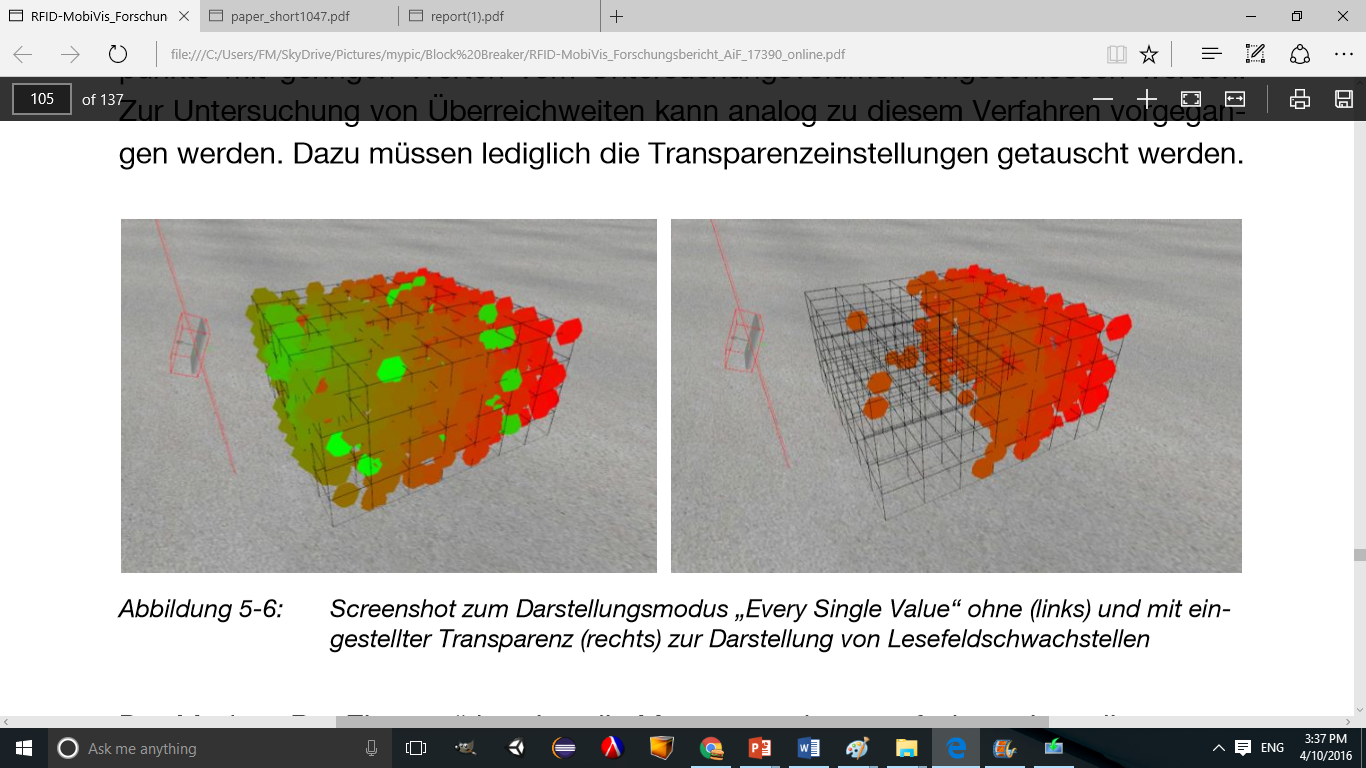 RFID-MobiVis_Forschun
paper_short1047.pdf
report(1).pdf
file:///C:/Users/FM/SkyDrive/Pictures/mypic/Block%20Breaker/RFID-MobiVis_Forschungsbericht_AiF_17390_online.pdf
105 of 137
Zur Untersuchung von Überreichweiten kann analog zu diesem Verfahren vorgegan-
gen werden. Dazu müssen lediglich die Transparenzeinstellungen getauscht werden.
Abbildung 5-6: Screenshot zum Darstellungsmodus „Every Single Value“ ohne (links) und mit ein-
gestellter Transparenz (rechts) zur Darstellung von Lesefeldschwachstellen
Ask me anything
ENG
3:37 PM
4/10/2016